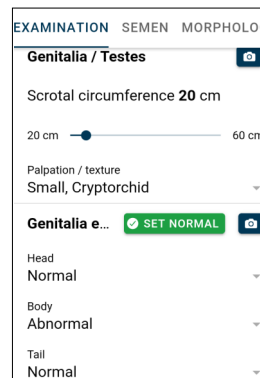 EXAMINATION SEMEN MORPHOLO
Genitalia / Testes
Scrotal circumference 20 cm
20 cm 60 cm
Palpation / texture
Small, Cryptorchid
Genitalia e... SET NORMAL
Head
Normal
Body
Abnormal
Tail
Normal